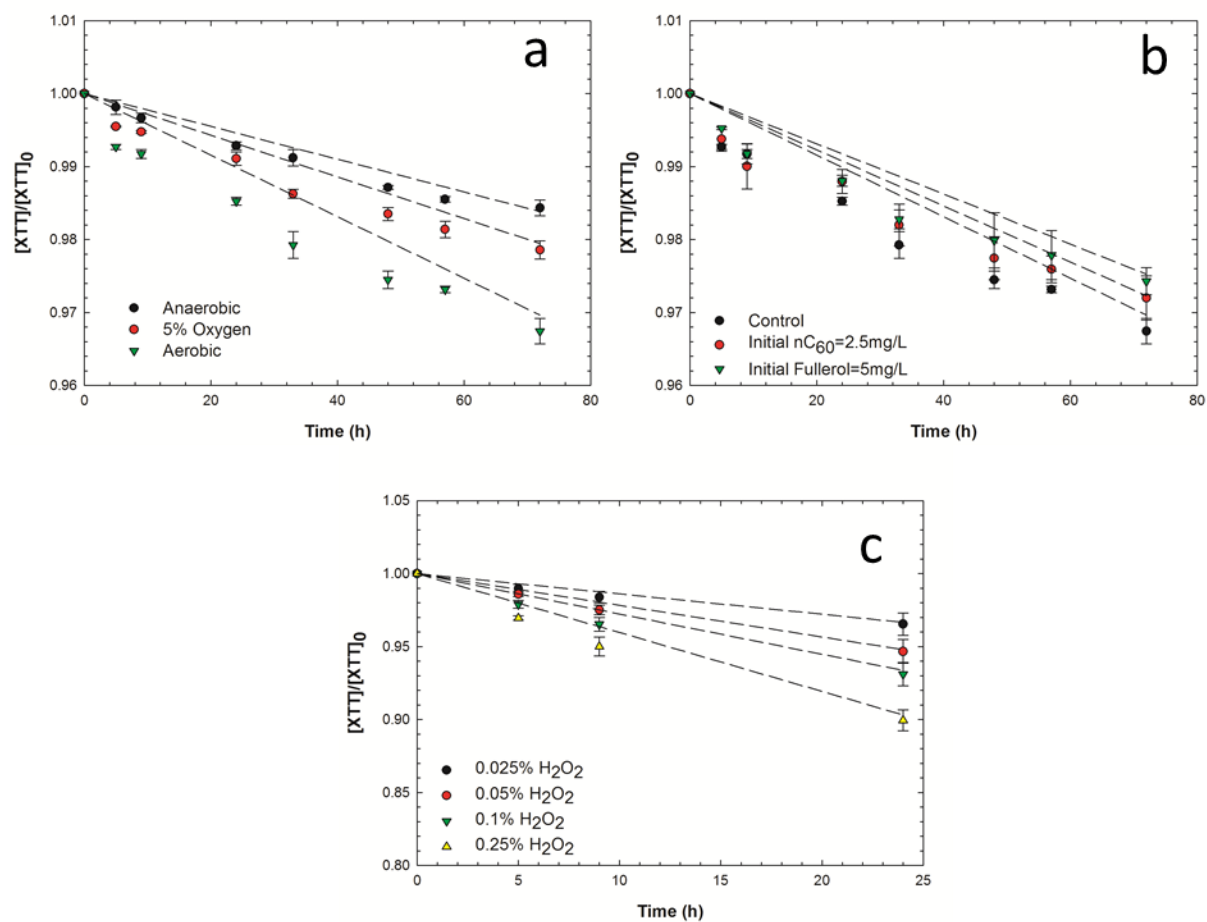 a
[XTT]/[XTT]0
1.01
1.00
0.99
0.98
0.97
0.96
Anaerobic
5% Oxygen
Aerobic
0 20 40 60 80
Time (h)
b
[XTT]/[XTT]0
1.01
1.00
0.99
0.98
0.97
0.96
Control
Initial nC60=2.5mg/L
Initial Fullerol=5mg/L
0 20 40 60 80
Time (h)
c
[XTT]/[XTT]0
1.05
1.00
0.95
0.90
0.85
0.80
0.025% H2O2
0.05% H2O2
0.1% H2O2
0.25% H2O2
0 5 10 15 20 25
Time (h)